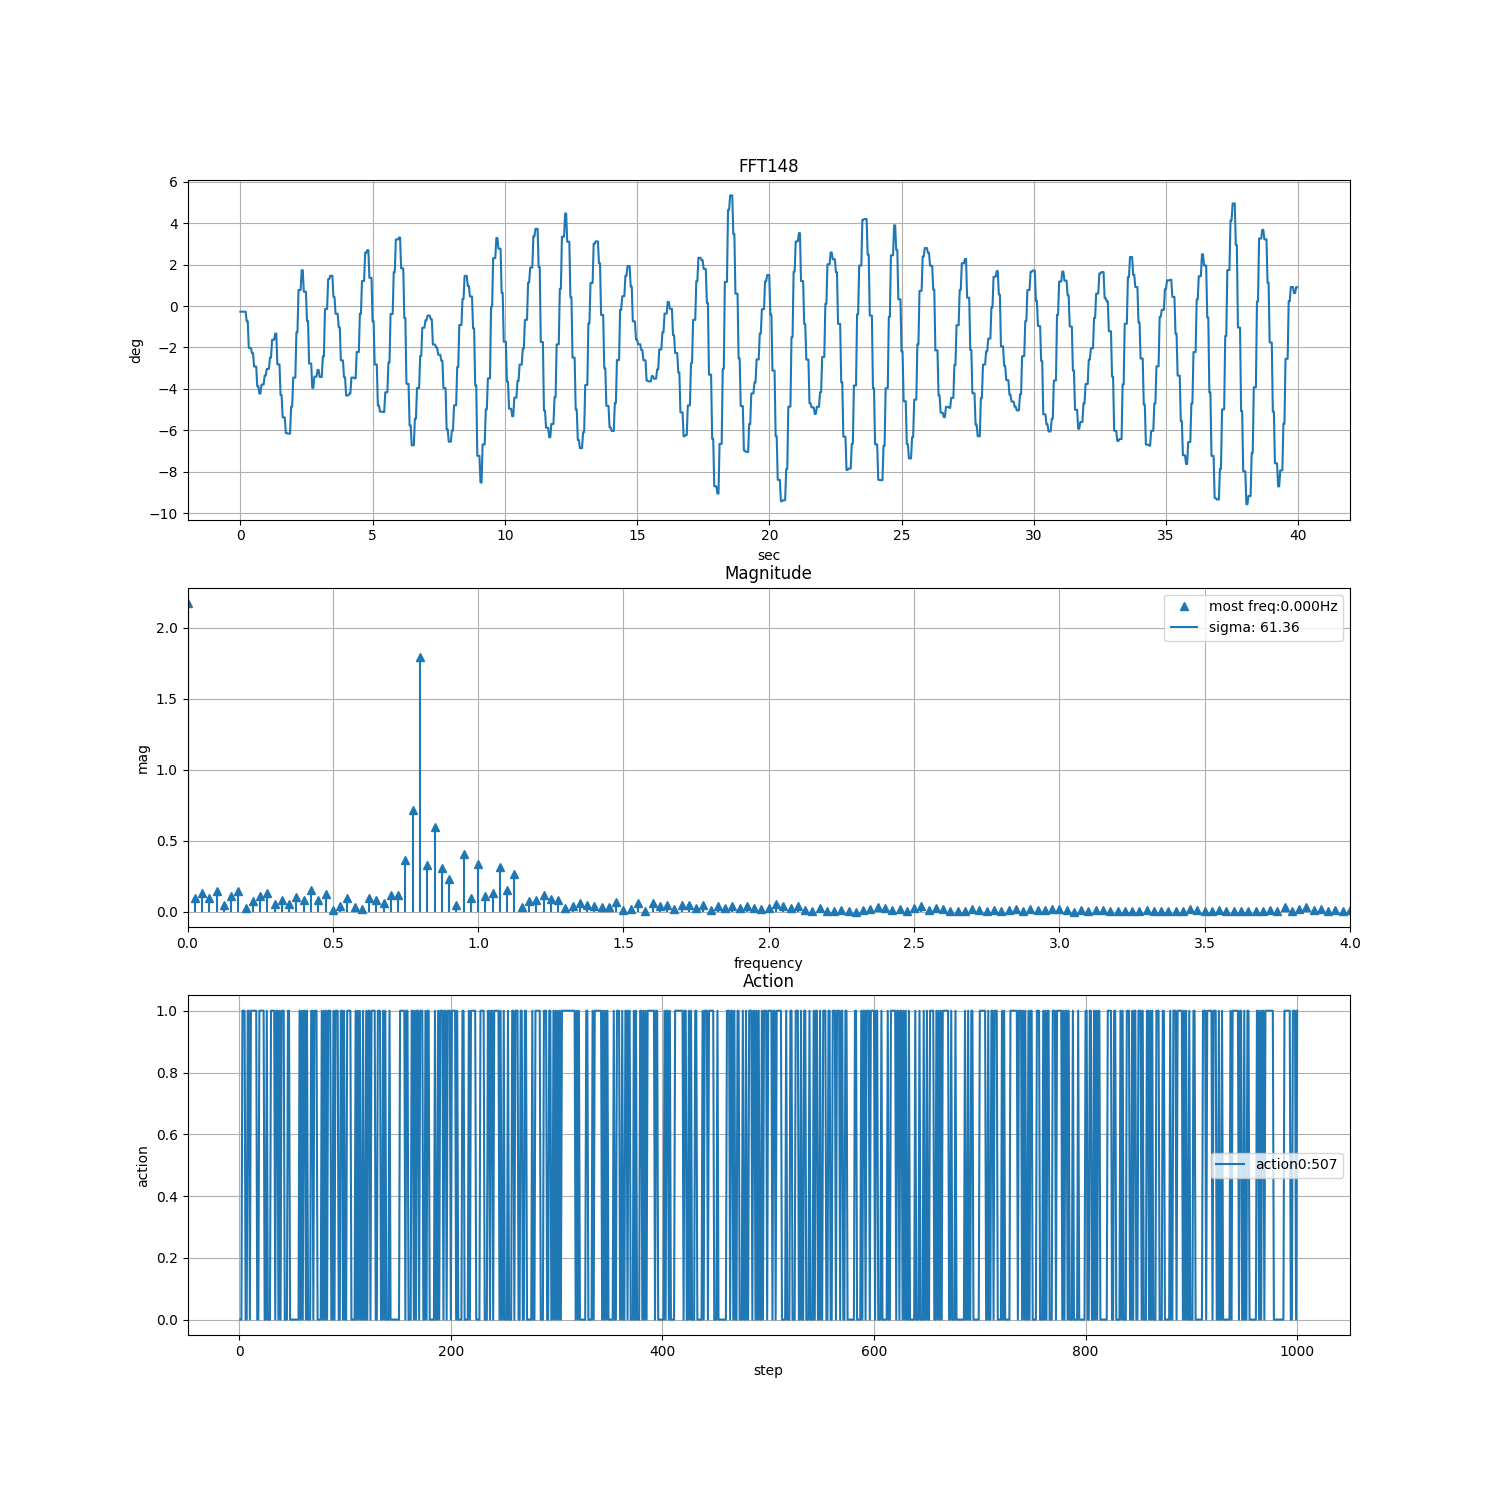 FFT148
6
4
2
0
−2
−4
−6
−8
−10
deg
0 5 10 15 20 25 30 35 40
sec
Magnitude
2.0
1.5
1.0
0.5
0.0
mag
most freq:0.000Hz
sigma: 61.36
0.0 0.5 1.0 1.5 2.0 2.5 3.0 3.5 4.0
frequency
Action
1.0
0.8
0.6
0.4
0.2
0.0
action
action0:507
0 200 400 600 800 1000
step